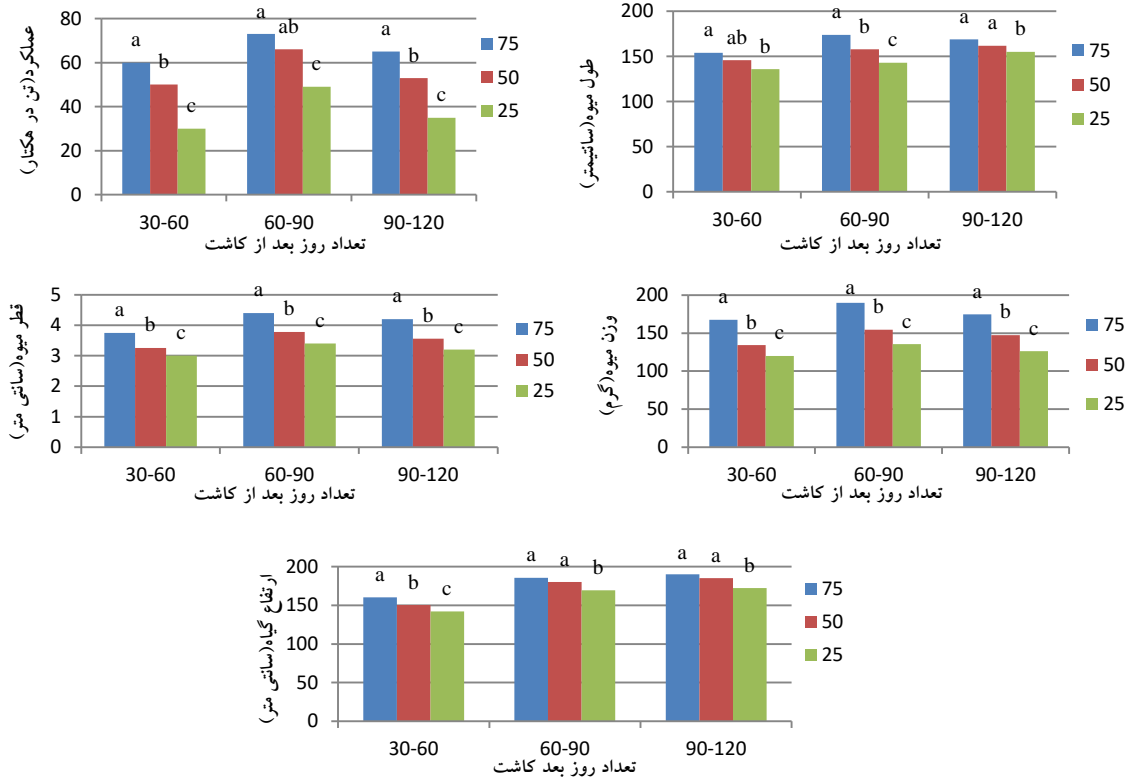 عملکرد(تن در هکتار)
80
60
40
20
0
a b c
a ab c
a b c
30-60 60-90 90-120
تعداد روز بعد از کاشت
75
50
25
طول میوه(سانتیمتر)
200
150
100
50
0
a ab b
a b c
a a b
30-60 60-90 90-120
تعداد روز بعد از کاشت
75
50
25
قطر میوه(سانتی متر)
5
4
3
2
1
0
a b c
a b c
a b c
30-60 60-90 90-120
تعداد روز بعد از کاشت
75
50
25
وزن میوه(گرم)
200
150
100
50
0
a b c
a b c
a b c
30-60 60-90 90-120
تعداد روز بعد از کاشت
75
50
25
ارتفاع گیاه(سانتی متر)
200
150
100
50
0
a b c
a a b
a a b
30-60 60-90 90-120
تعداد روز بعد کاشت
75
50
25